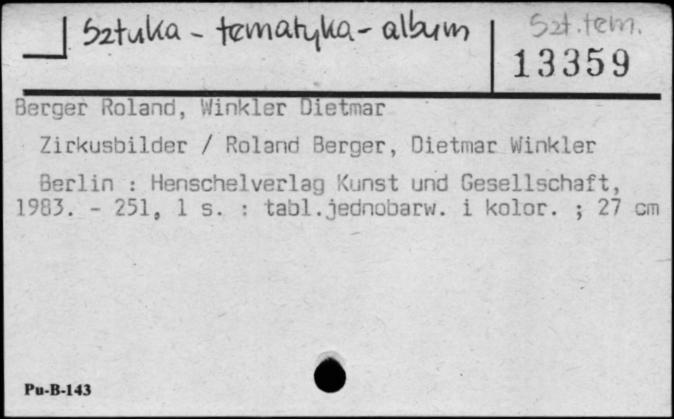 Sztuka - tematyka - album
Szt. tem.
13359
Berger Roland, Winkler Dietmar
Zirkusbilder / Roland Berger, Dietmar Winkler
Berlin : Henschelverlag Kunst und Gesellschaft,
1983. - 251, 1 s. : tabl.jednobarw. i kolor. ; 27 cm
Pu-B-143